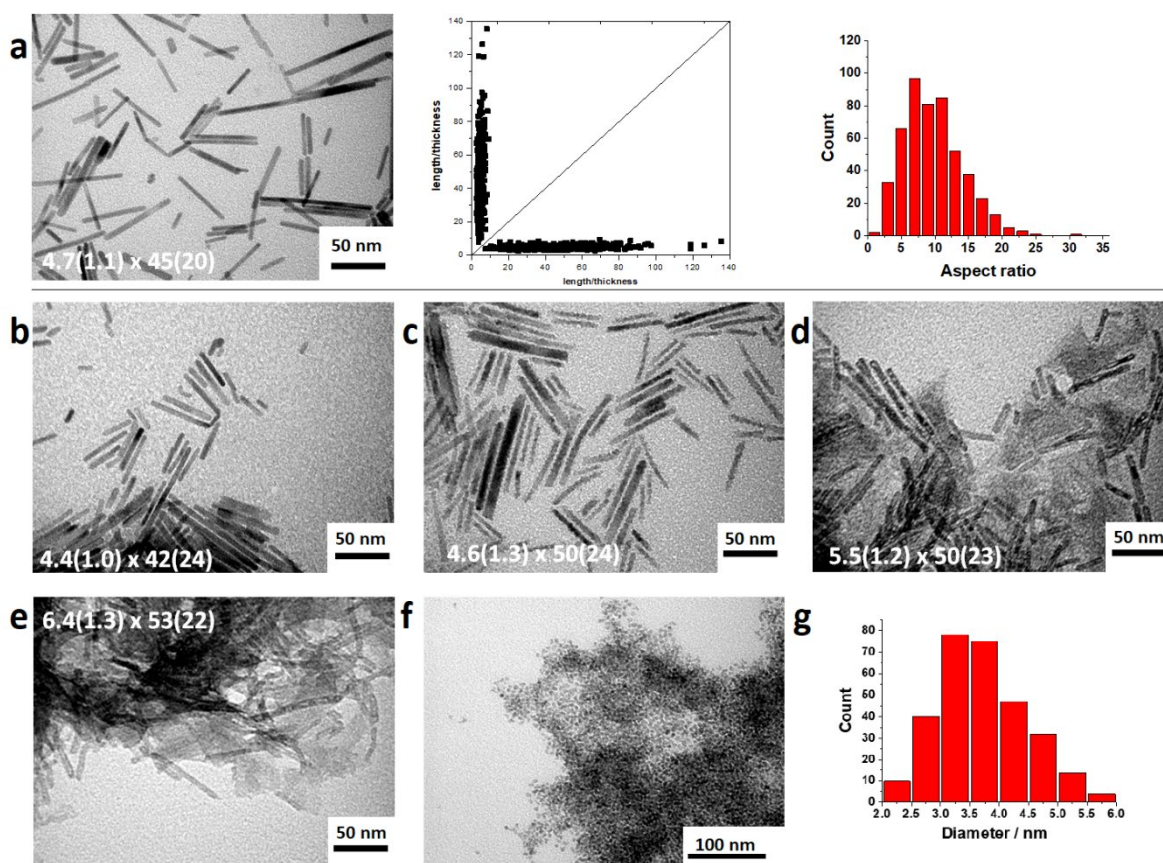 a
50 nm
4.7(1.1) x 45(20)
length/thickness
140
120
100
80
60
40
20
0
0 20 40 60 80 100 120 140
length/thickness
Count
120
100
80
60
40
20
0
0 5 10 15 20 25 30 35
Aspect ratio
b
50 nm
4.4(1.0) x 42(24)
c
50 nm
4.6(1.3) x 50(24)
d
50 nm
5.5(1.2) x 50(23)
e
6.4(1.3) x 53(22)
50 nm
f
100 nm
g
Count
80
70
60
50
40
30
20
10
0
2.0 2.5 3.0 3.5 4.0 4.5 5.0 5.5 6.0
Diameter / nm